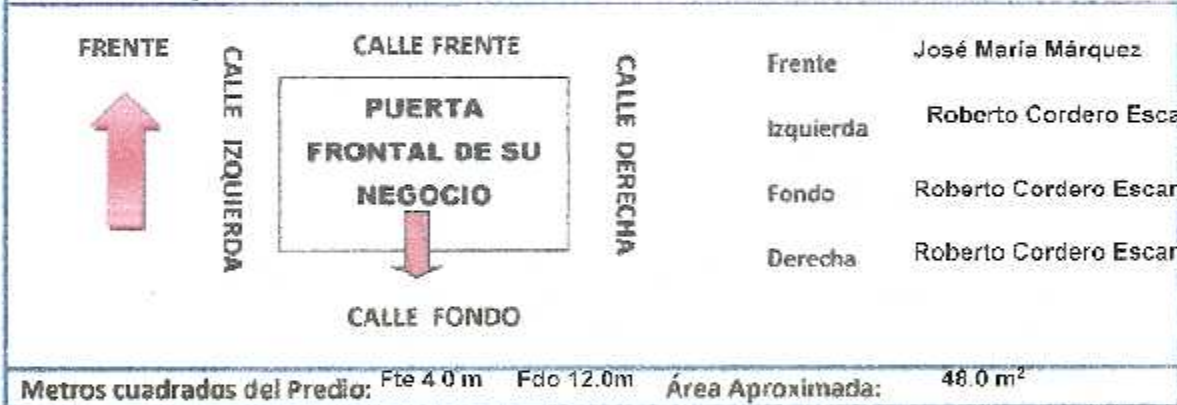 FRENTE
CALLE IZQUIERDA
CALLE FRENTE
PUERTA
FRONTAL DE SU
NEGOCIO
CALLE DERECHA
CALLE FONDO
Frente José María Márquez
Izquierda Roberto Cordero Esca
Fondo Roberto Cordero Escar
Derecha Roberto Cordero Escar
Metros cuadrados del Predio: Fte 4 0 m Fdo 12.0m Área Aproximada: 48.0 m²